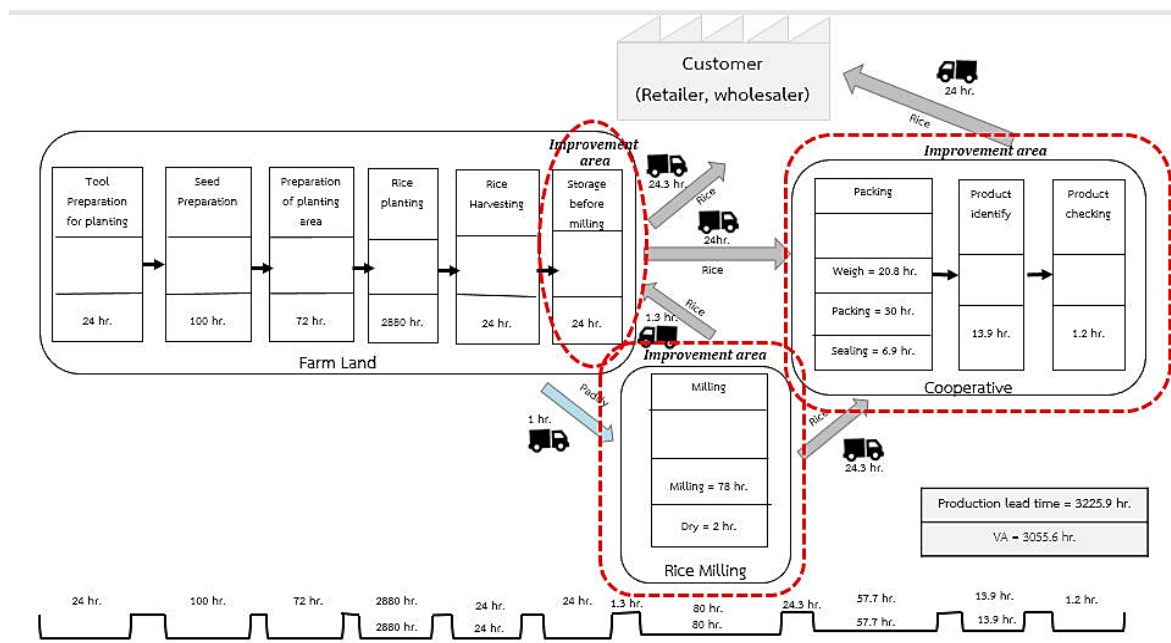 Customer
(Retailer, wholesaler)
24 hr.
Rice
Improvement
area
Tool
Preparation
for planting
24 hr.
Seed
Preparation
100 hr.
Preparation
of planting
area
72 hr.
Rice
planting
2880 hr.
Rice
Harvesting
24 hr.
Storage
before
milling
24 hr.
Farm Land
24.3 hr.
Rice
24hr.
Rice
Rice
1.3 hr.
Paddy
1 hr.
Improvement area
Milling
Milling = 78 hr.
Dry = 2 hr.
Rice Milling
Rice
24.3 hr.
Improvement area
Packing
Weigh = 20.8 hr.
Packing = 30 hr.
Sealing = 6.9 hr.
Product
identify
13.9 hr.
Product
checking
1.2 hr.
Cooperative
Production lead time = 3225.9 hr.
VA = 3055.6 hr.
24 hr. 100 hr. 72 hr. 2880 hr. 24 hr. 24 hr. 1.3 hr. 80 hr. 24.3 hr. 57.7 hr. 13.9 hr. 1.2 hr.
2880 hr. 24 hr. 80 hr. 57.7 hr. 13.9 hr.